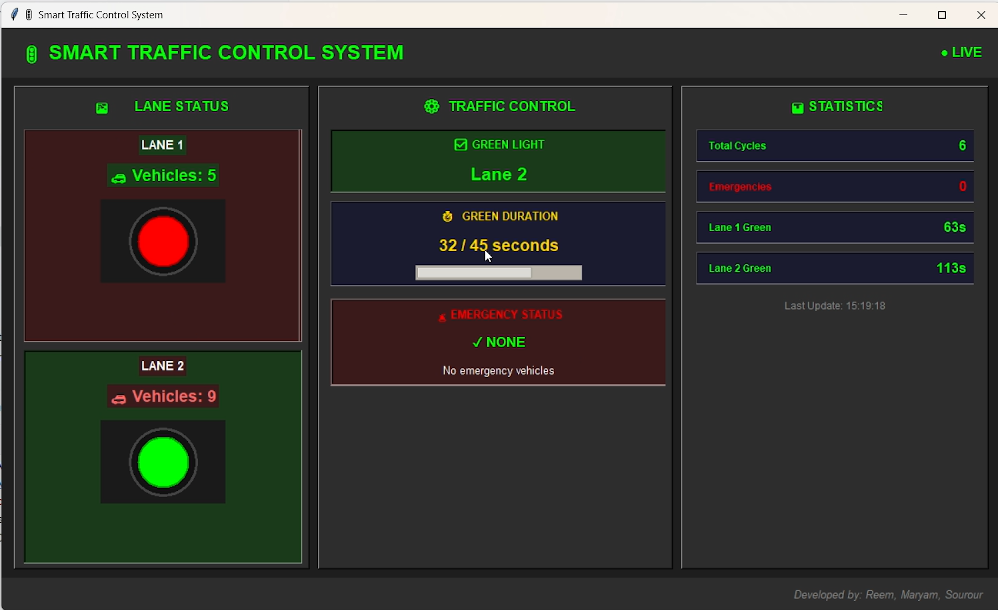 Smart Traffic Control System
SMART TRAFFIC CONTROL SYSTEM
● LIVE
LANE STATUS
LANE 1
Vehicles: 5
LANE 2
Vehicles: 9
TRAFFIC CONTROL
GREEN LIGHT
Lane 2
GREEN DURATION
32 / 45 seconds
EMERGENCY STATUS
✓ NONE
No emergency vehicles
STATISTICS
Total Cycles 6
Emergencies 0
Lane 1 Green 63s
Lane 2 Green 113s
Last Update: 15:19:18
Developed by: Reem, Maryam, Sourour